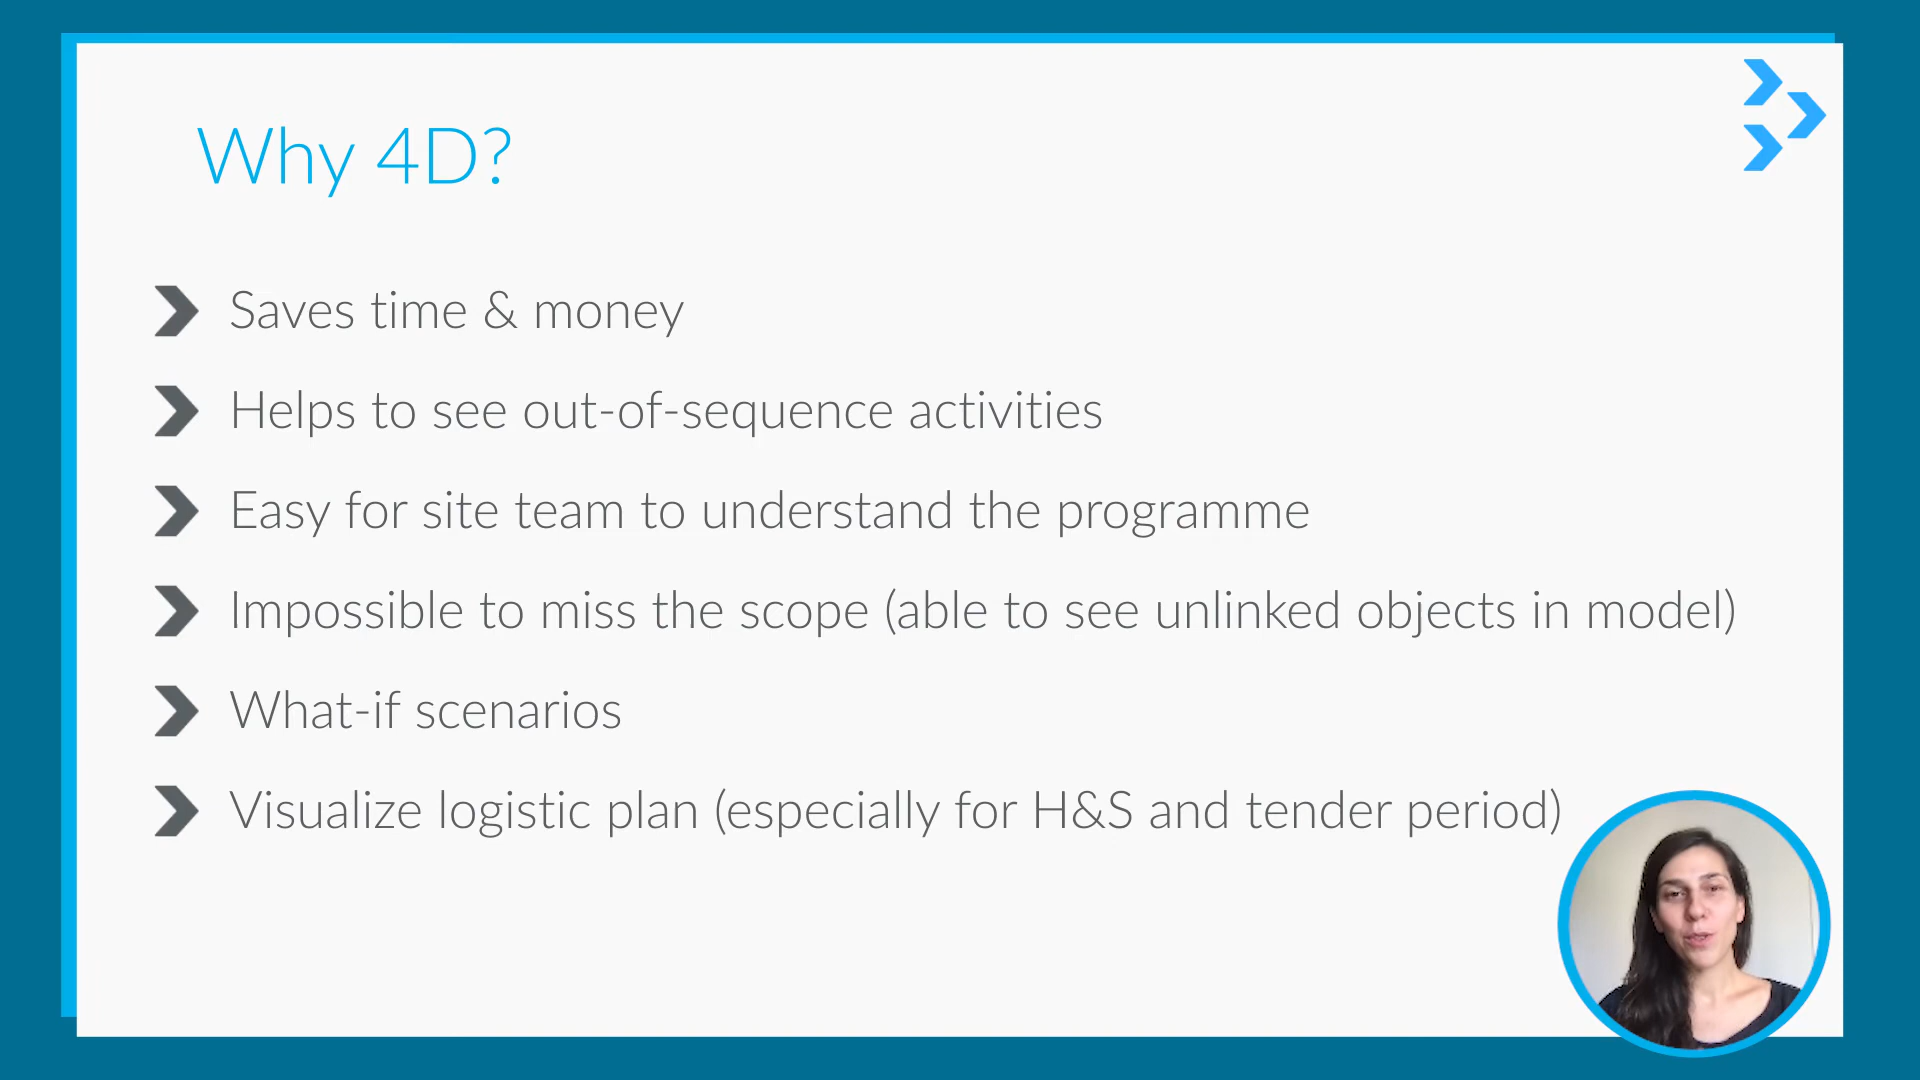 Why 4D?
Saves time & money
Helps to see out-of-sequence activities
Easy for site team to understand the programme
Impossible to miss the scope (able to see unlinked objects in model)
What-if scenarios
Visualize logistic plan (especially for H&S and tender period)